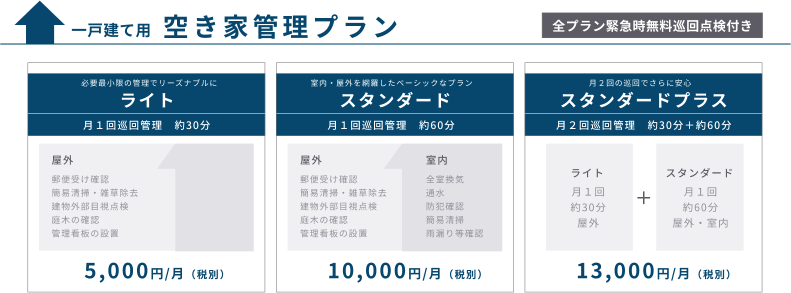 一戸建て用 空き家管理プラン
全プラン緊急時無料巡回点検付き
必要最小限の管理でリーズナブルに
ライト
月１回巡回管理　約30分
屋外
郵便受け確認
簡易清掃・雑草除去
建物外部目視点検
庭木の確認
管理看板の設置
5,000円/月（税別）
室内・屋外を網羅したベーシックなプラン
スタンダード
月１回巡回管理　約60分
屋外
郵便受け確認
簡易清掃・雑草除去
建物外部目視点検
庭木の確認
管理看板の設置
室内
全室換気
通水
防犯確認
簡易清掃
雨漏り等確認
10,000円/月（税別）
月２回の巡回でさらに安心
スタンダードプラス
月２回巡回管理　約30分＋約60分
ライト
月１回
約30分
屋外
＋
スタンダード
月１回
約60分
屋外・室内
13,000円/月（税別）